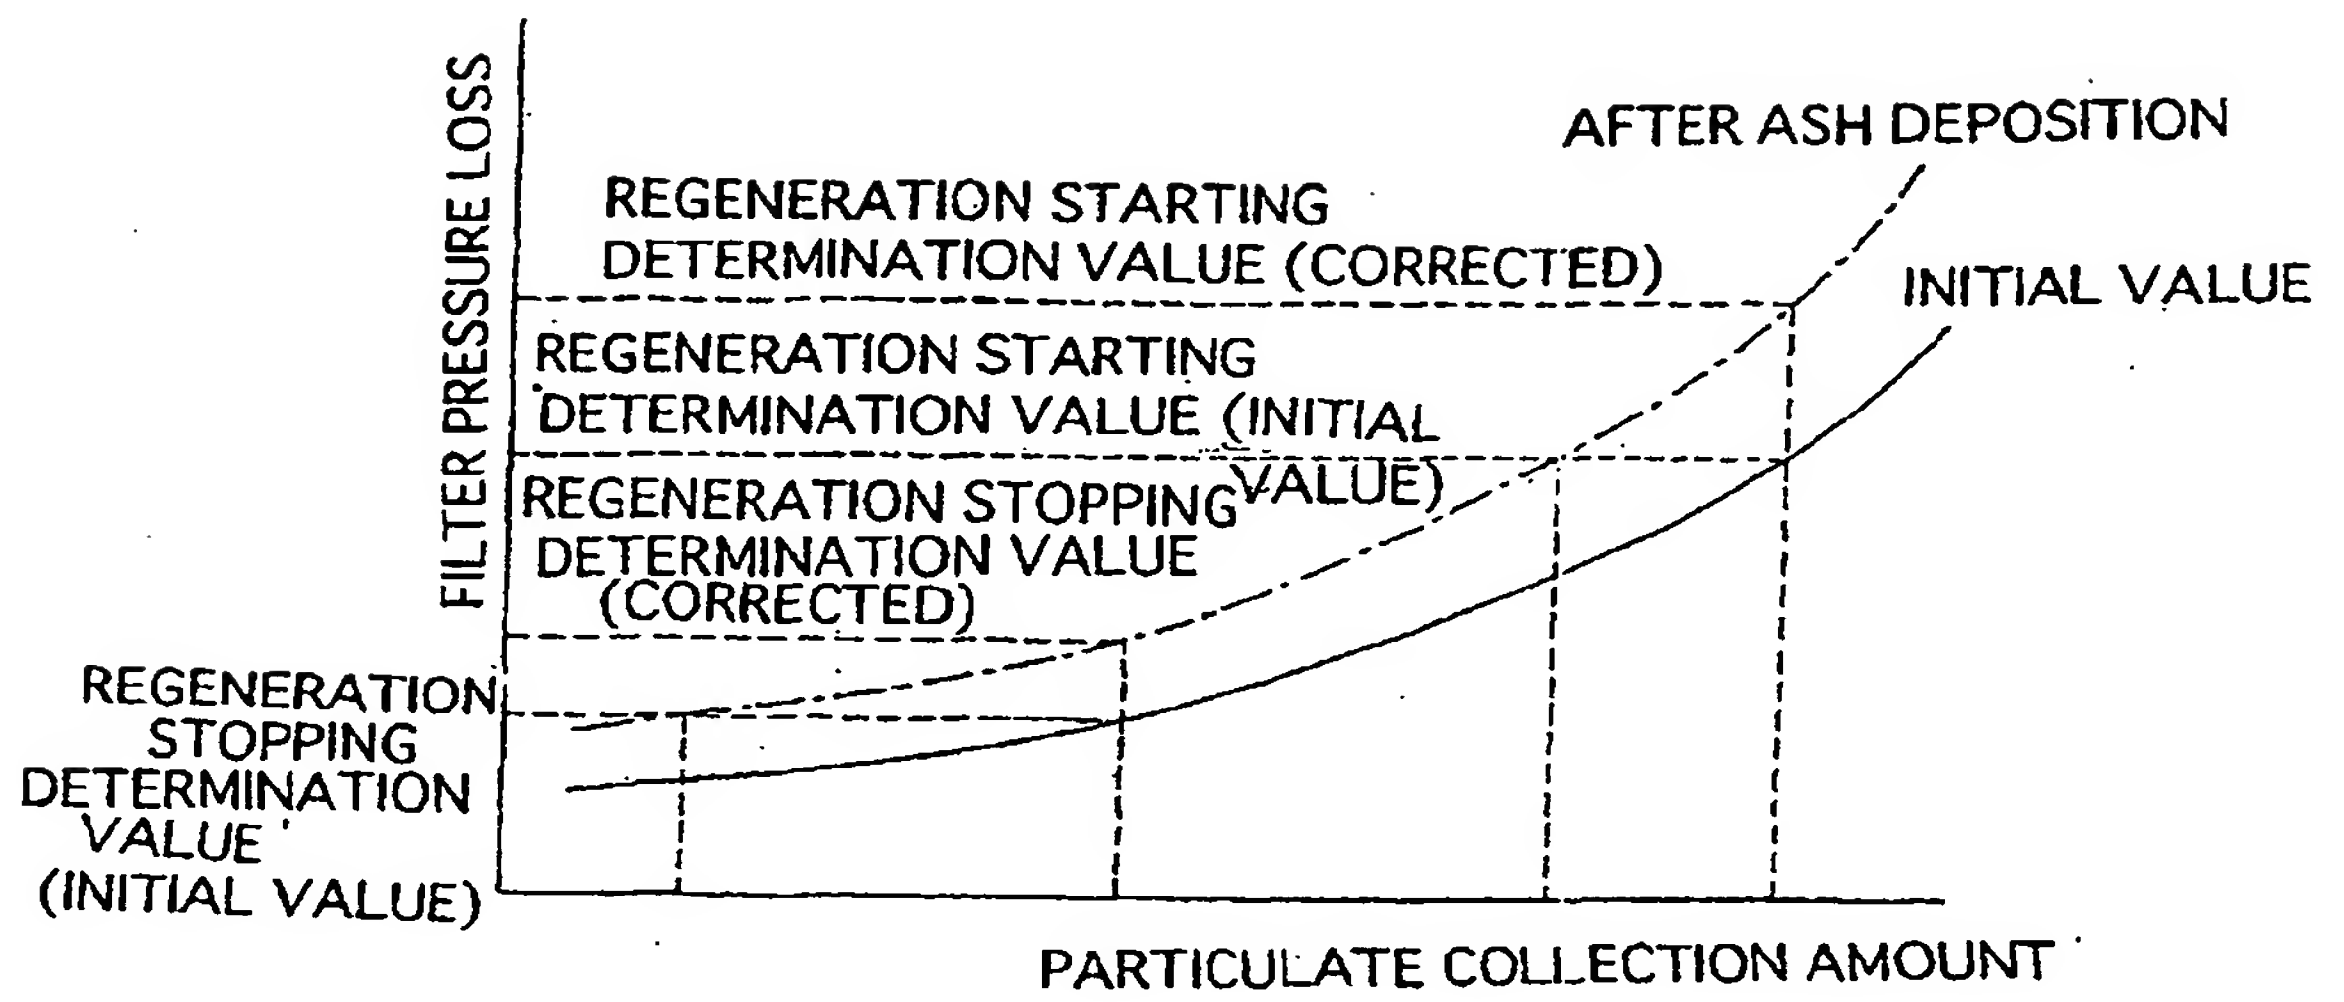 FILTER PRESSURE LOSS
AFTER ASH DEPOSITION
REGENERATION STARTING
DETERMINATION VALUE (CORRECTED)
INITIAL VALUE
REGENERATION STARTING
DETERMINATION VALUE (INITIAL
VALUE)
REGENERATION STOPPING
DETERMINATION VALUE
(CORRECTED)
REGENERATION
STOPPING
DETERMINATION
VALUE
(INITIAL VALUE)
PARTICULATE COLLECTION AMOUNT